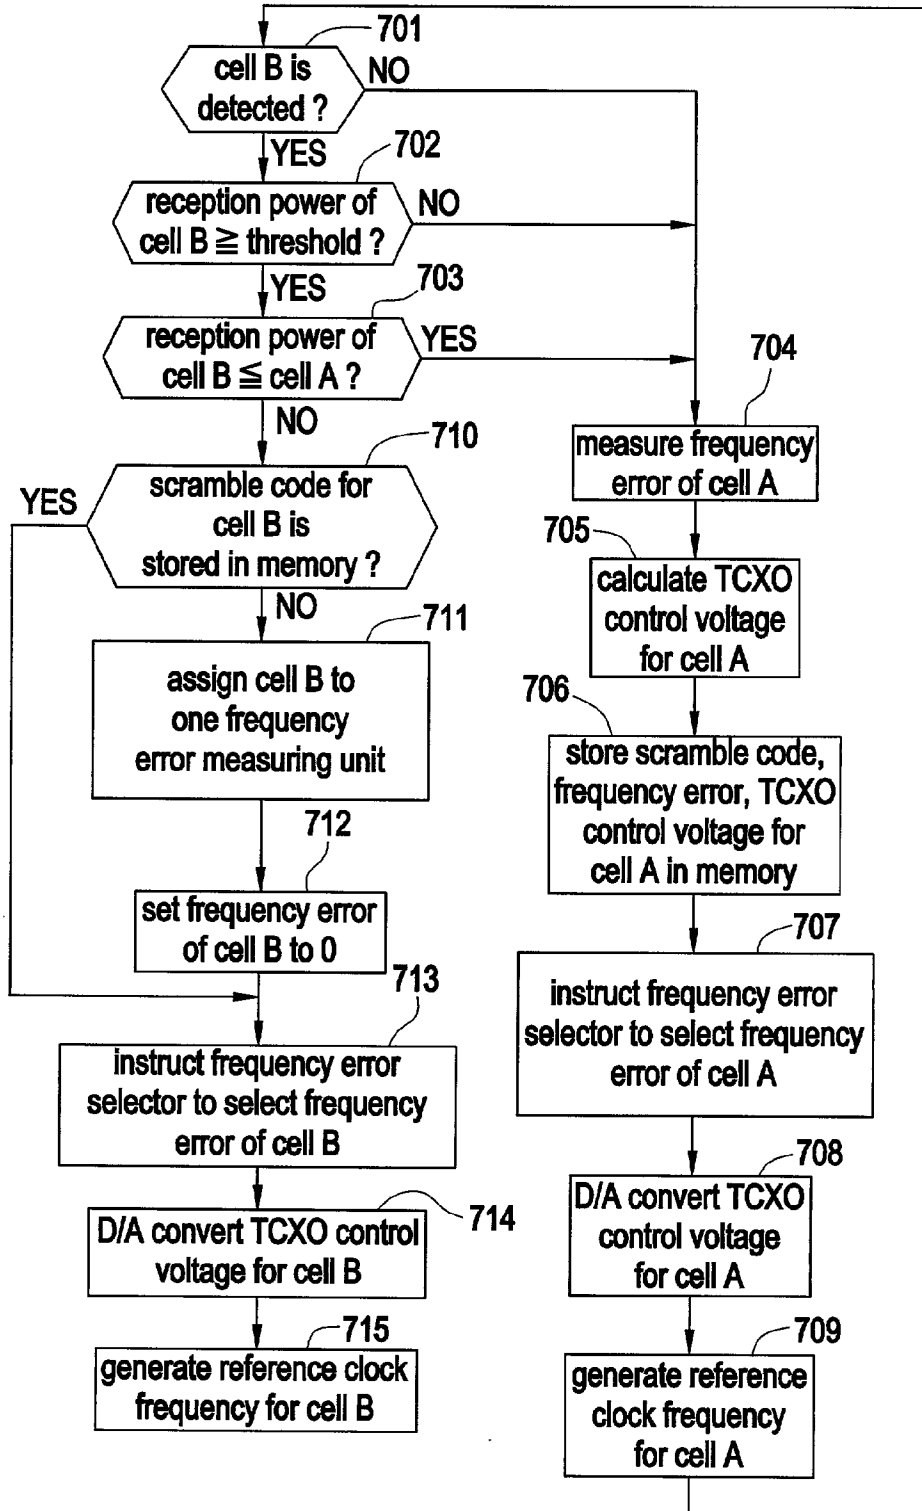 701
cell B is
detected ?
NO
YES
702
reception power of
cell B ≧ threshold ?
NO
YES
703
reception power of
cell B ≦ cell A ?
YES
NO
710
scramble code for
cell B is
stored in memory ?
YES
NO
711
assign cell B to
one frequency
error measuring unit
712
set frequency error
of cell B to 0
713
instruct frequency error
selector to select frequency
error of cell B
714
D/A convert TCXO control
voltage for cell B
715
generate reference clock
frequency for cell B
704
measure frequency
error of cell A
705
calculate TCXO
control voltage
for cell A
706
store scramble code,
frequency error, TCXO
control voltage for
cell A in memory
707
instruct frequency error
selector to select frequency
error of cell A
708
D/A convert TCXO
control voltage
for cell A
709
generate reference
clock frequency
for cell A